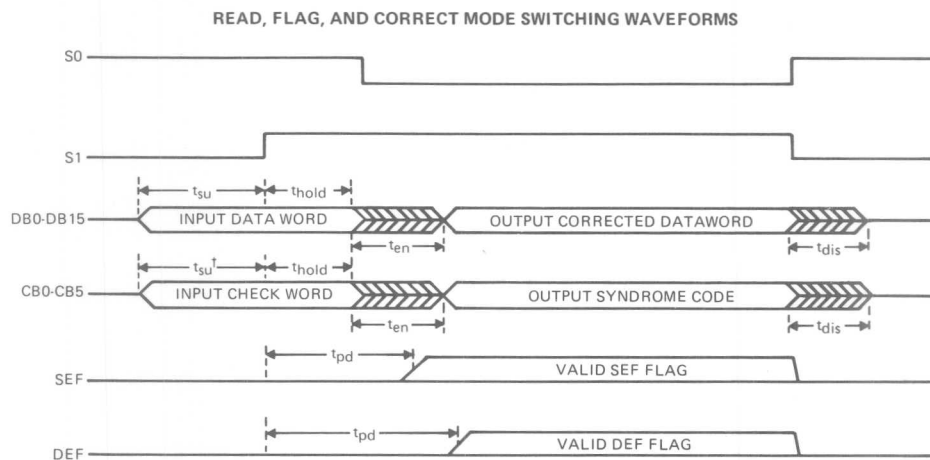 READ, FLAG, AND CORRECT MODE SWITCHING WAVEFORMS
S0
S1
tsu thold
DB0-DB15 INPUT DATA WORD OUTPUT CORRECTED DATAWORD
ten tdis
tsu† thold
CB0-CB5 INPUT CHECK WORD OUTPUT SYNDROME CODE
ten tdis
tpd
SEF VALID SEF FLAG
tpd
DEF VALID DEF FLAG